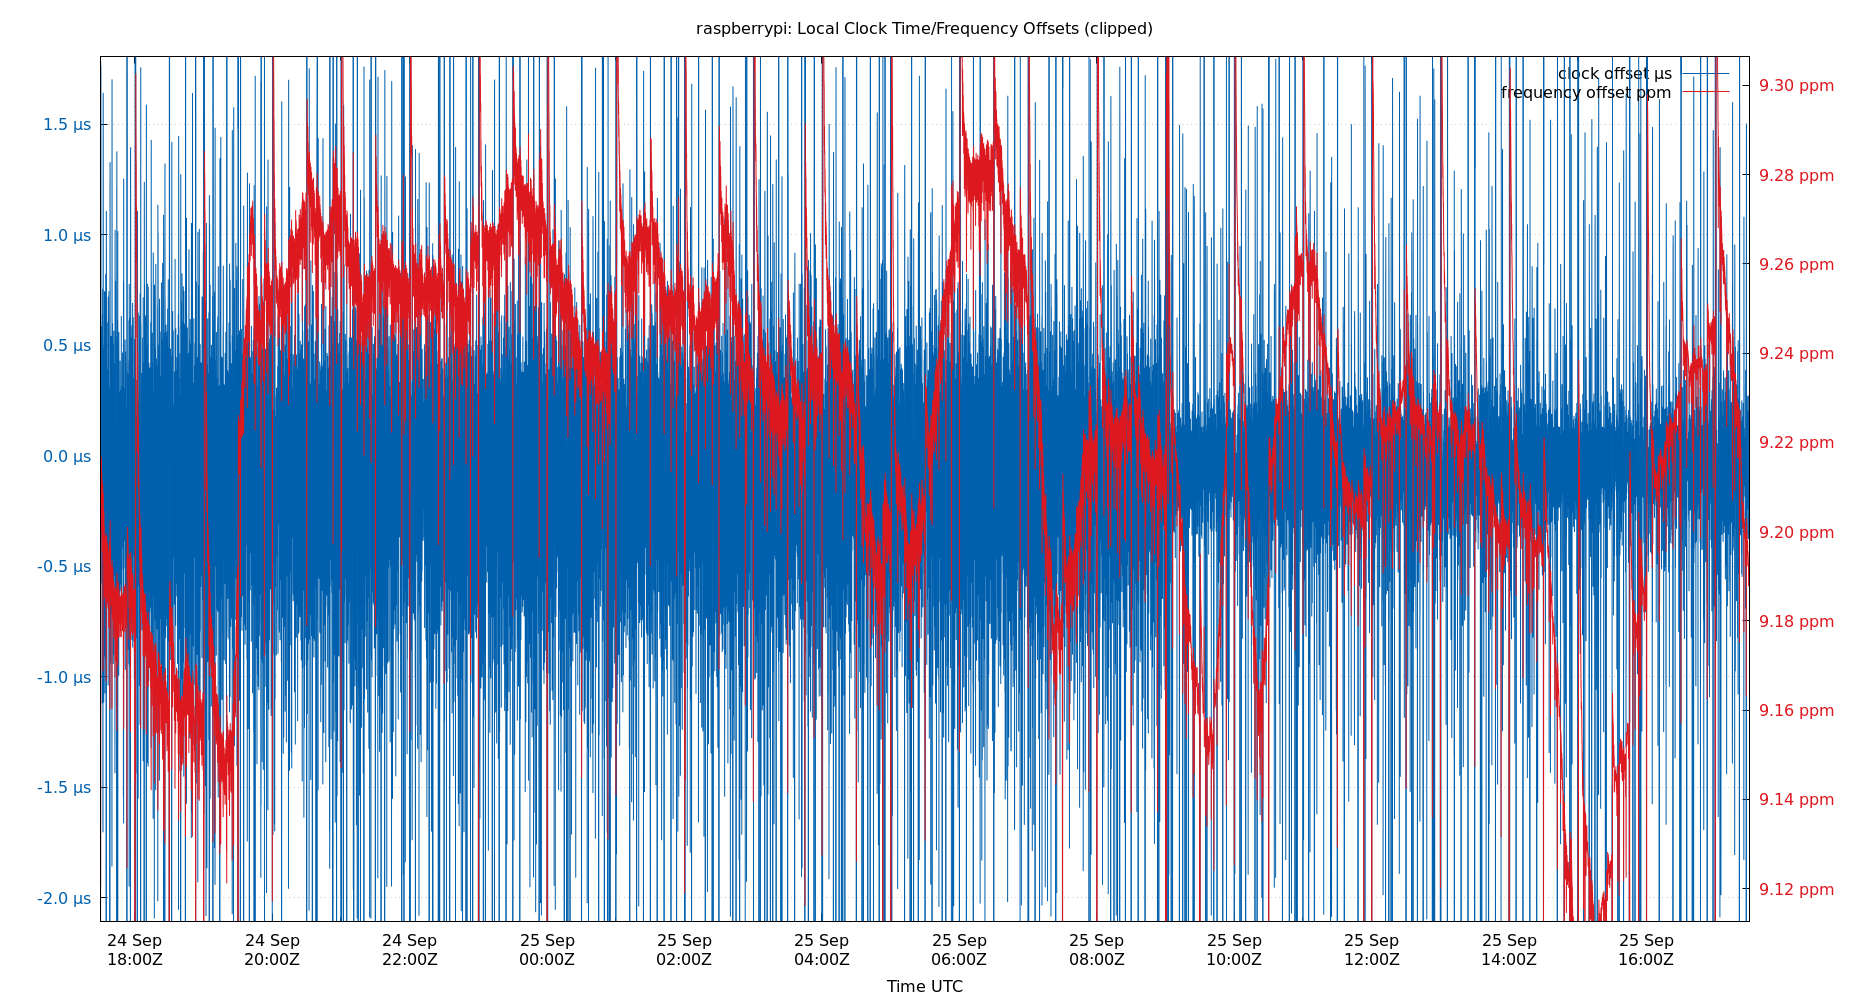 raspberrypi: Local Clock Time/Frequency Offsets (clipped)
clock offset µs
frequency offset ppm
1.5 µs
1.0 µs
0.5 µs
0.0 µs
-0.5 µs
-1.0 µs
-1.5 µs
-2.0 µs
9.30 ppm
9.28 ppm
9.26 ppm
9.24 ppm
9.22 ppm
9.20 ppm
9.18 ppm
9.16 ppm
9.14 ppm
9.12 ppm
24 Sep 24 Sep 24 Sep 25 Sep 25 Sep 25 Sep 25 Sep 25 Sep 25 Sep 25 Sep 25 Sep 25 Sep
18:00Z 20:00Z 22:00Z 00:00Z 02:00Z 04:00Z 06:00Z 08:00Z 10:00Z 12:00Z 14:00Z 16:00Z
Time UTC